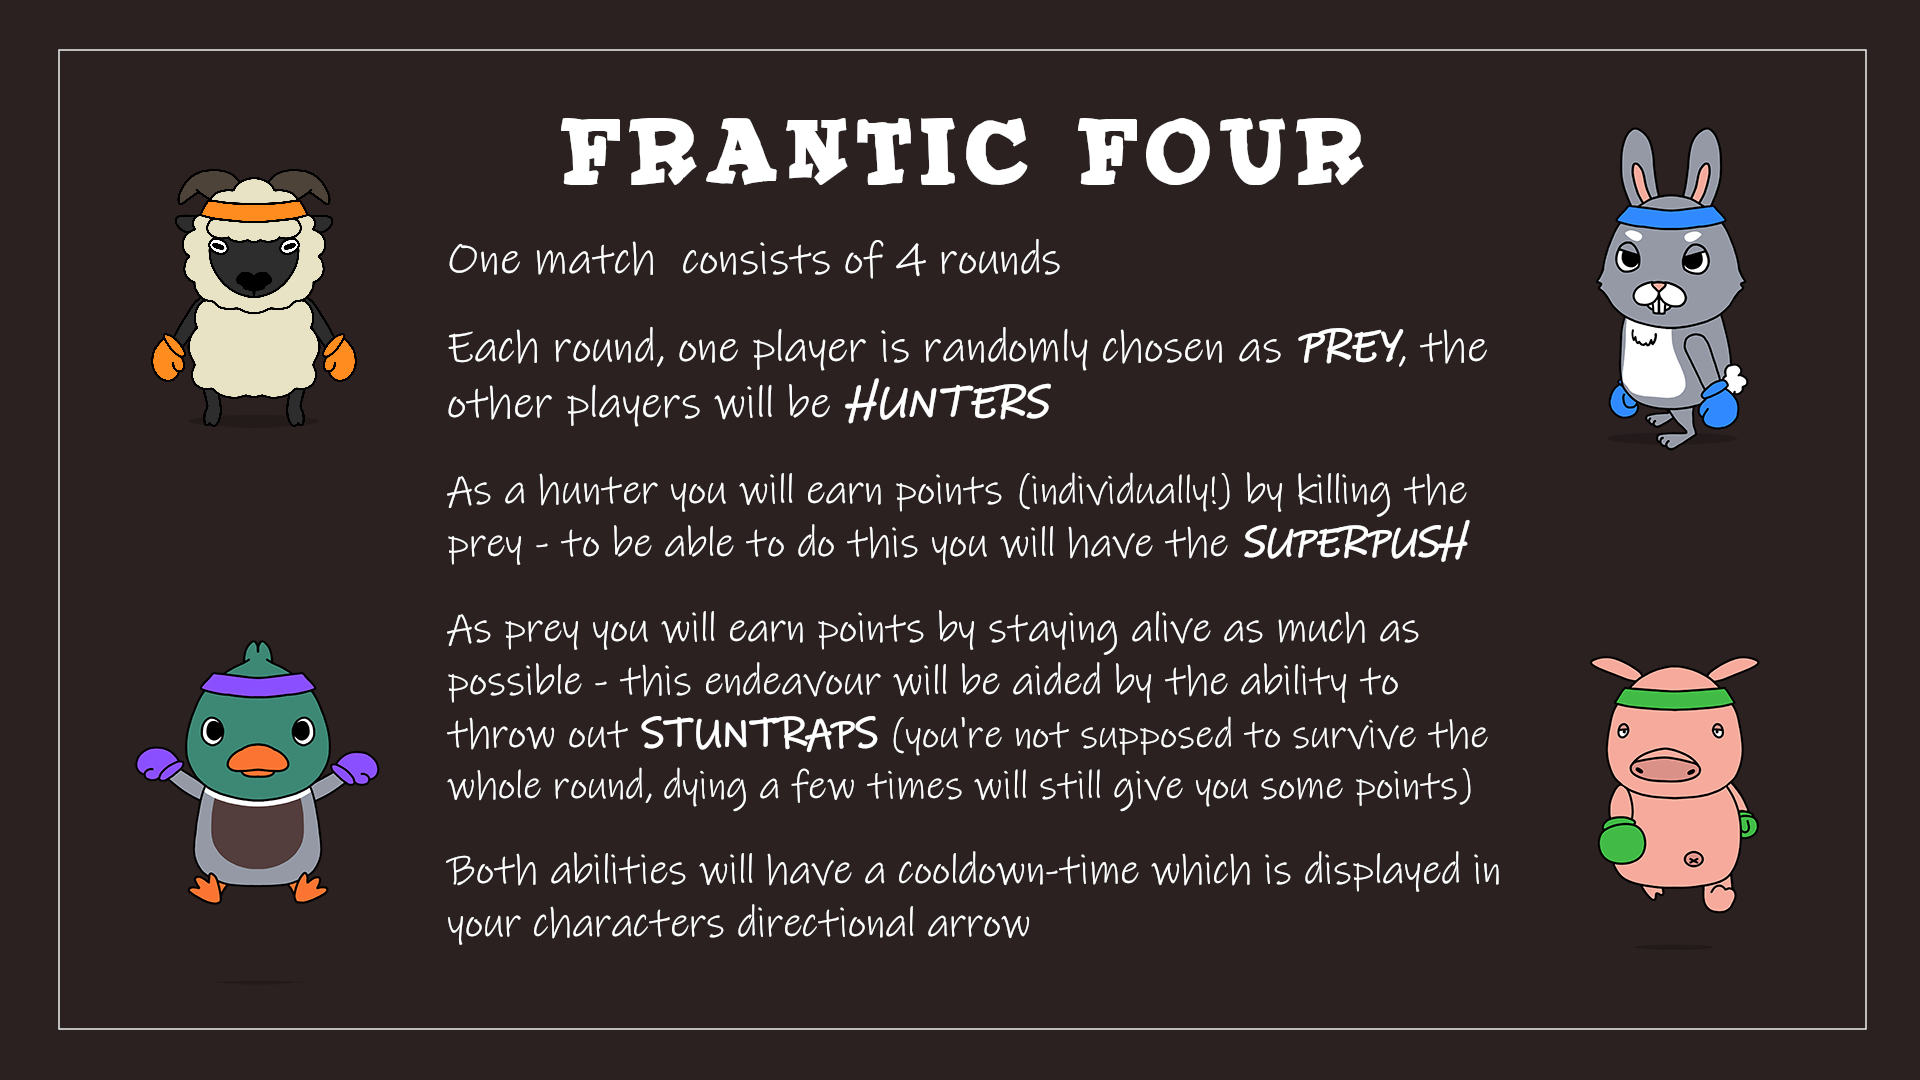 FRANTIC FOUR
One match consists of 4 rounds
Each round, one player is randomly chosen as PREY, the
other players will be HUNTERS
As a hunter you will earn points (individually!) by killing the
prey - to be able to do this you will have the SUPERPUSH
As prey you will earn points by staying alive as much as
possible - this endeavour will be aided by the ability to
throw out STUNTRAPS (you're not supposed to survive the
whole round, dying a few times will still give you some points)
Both abilities will have a cooldown-time which is displayed in
your characters directional arrow